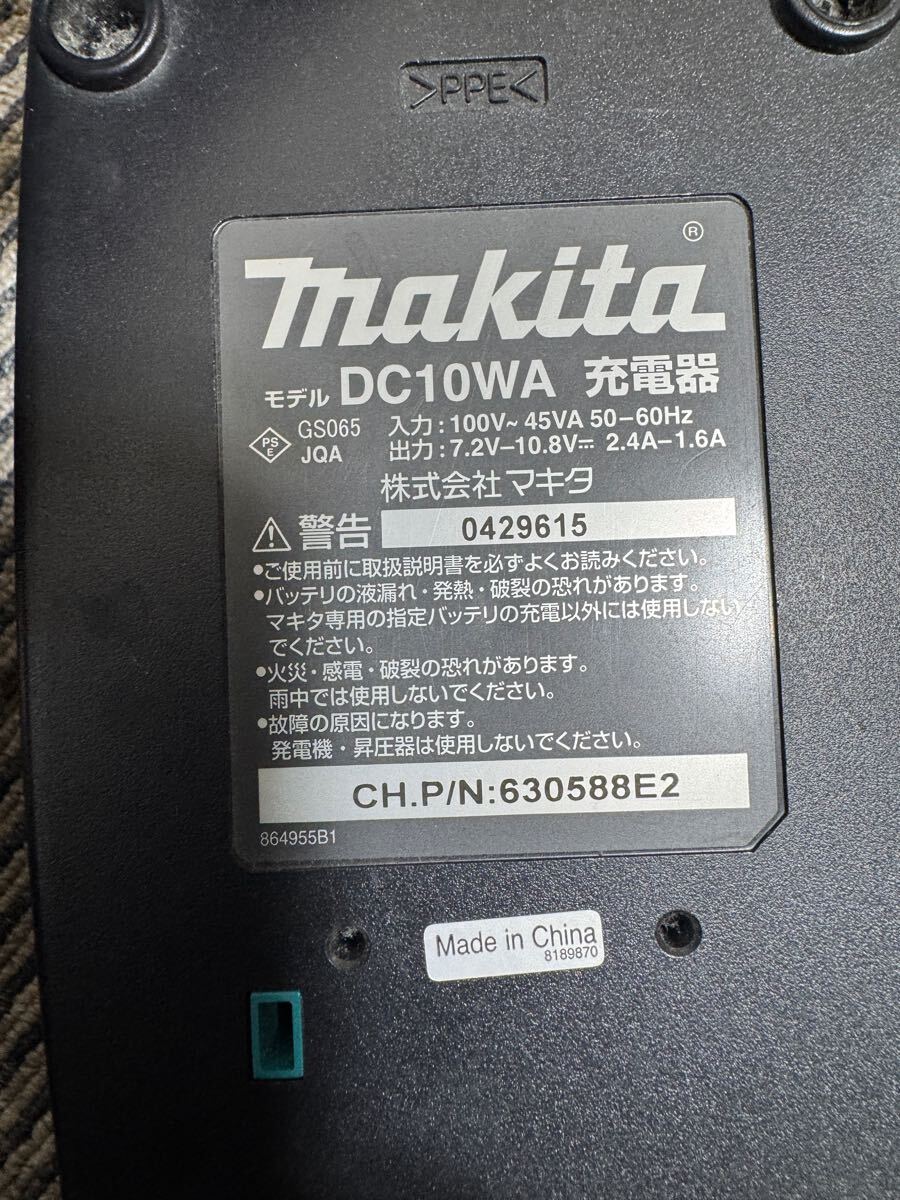 >PPE<
makita®
モデル DC10WA 充電器
PS E GS065 入力:100V~ 45VA 50-60Hz
JQA 出力:7.2V-10.8V⎓ 2.4A-1.6A
株式会社マキタ
⚠警告 0429615
•ご使用前に取扱説明書を必ずよくお読みください。
•バッテリの液漏れ・発熱・破裂の恐れがあります。
マキタ専用の指定バッテリの充電以外には使用しない
でください。
•火災・感電・破裂の恐れがあります。
雨中では使用しないでください。
•故障の原因になります。
発電機・昇圧器は使用しないでください。
CH.P/N:630588E2
864955B1
Made in China
8189870